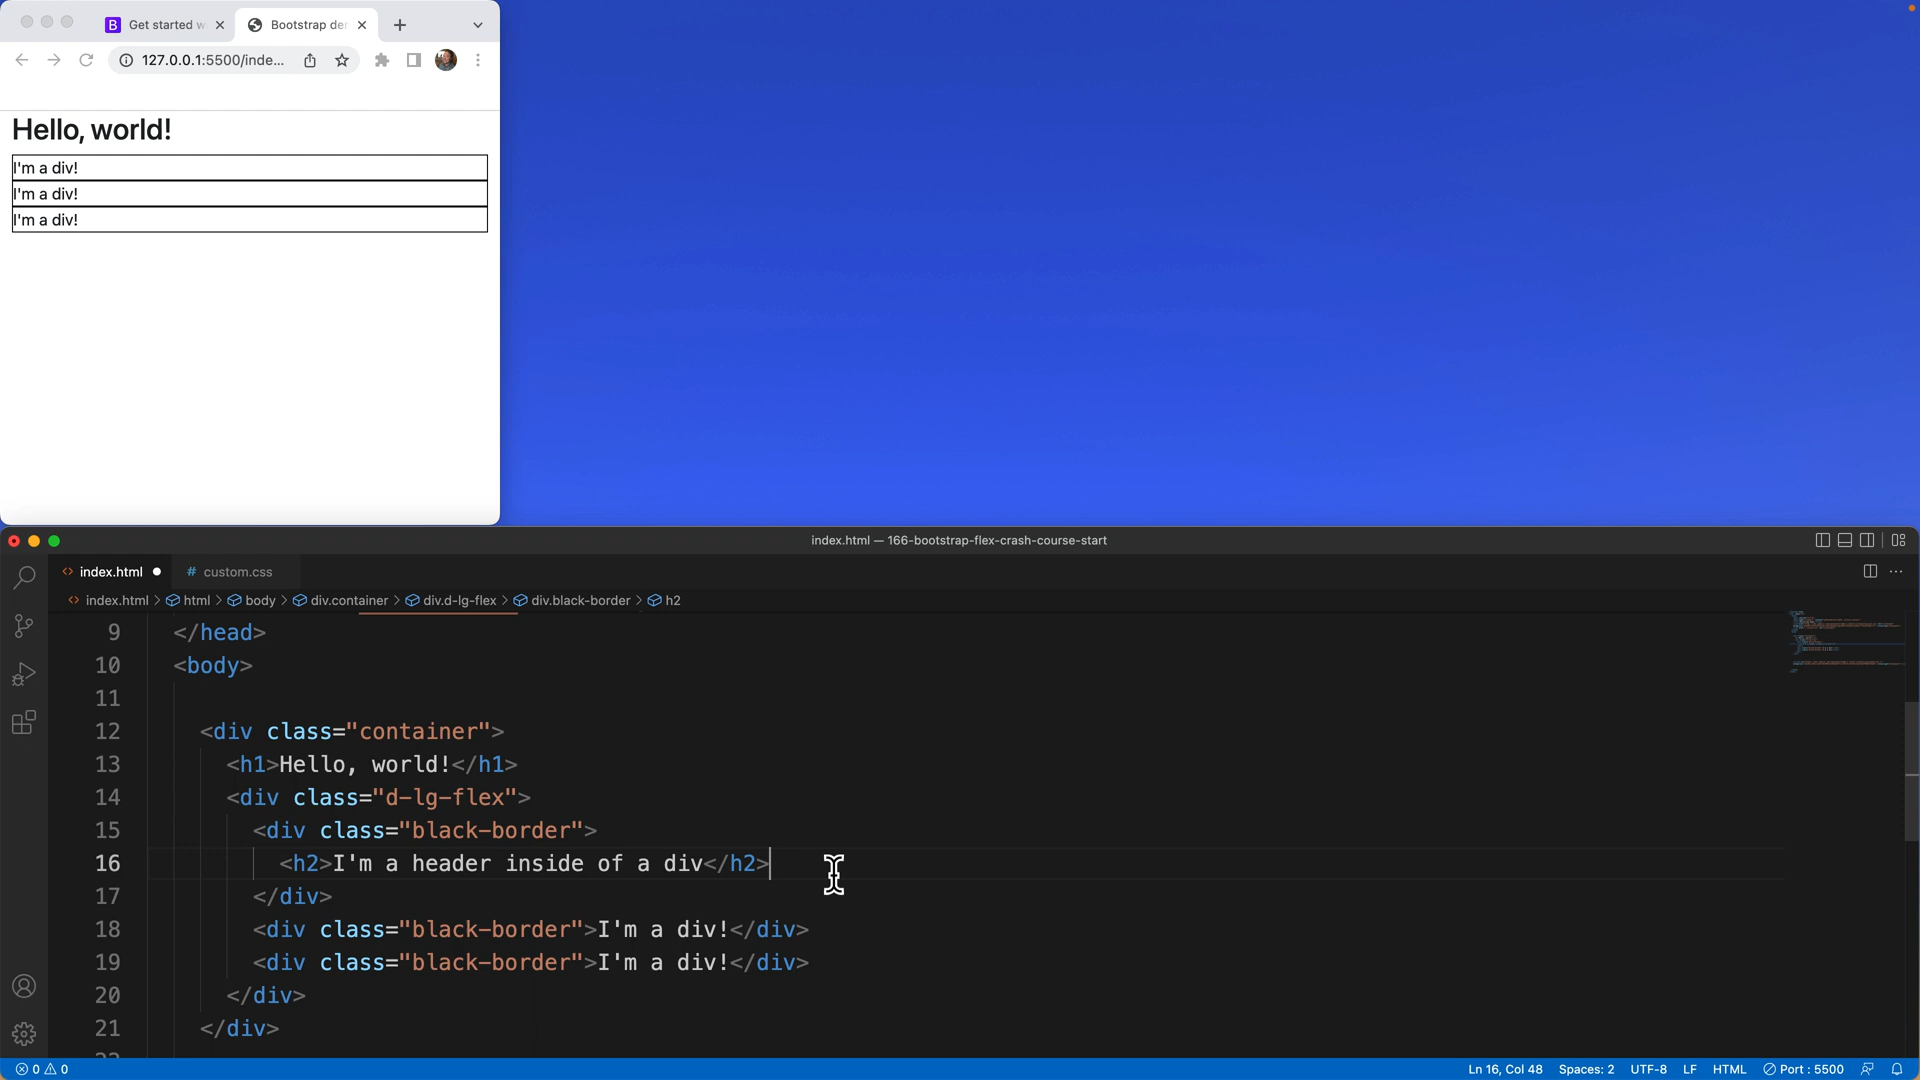 Get started w
Bootstrap der
127.0.0.1:5500/inde...
Hello, world!
I'm a div!
I'm a div!
I'm a div!
index.html — 166-bootstrap-flex-crash-course-start
index.html
# custom.css
index.html > html > body > div.container > div.d-lg-flex > div.black-border > h2
9 </head>
10 <body>
11
12 <div class="container">
13 <h1>Hello, world!</h1>
14 <div class="d-lg-flex">
15 <div class="black-border">
16 <h2>I'm a header inside of a div</h2>
17 </div>
18 <div class="black-border">I'm a div!</div>
19 <div class="black-border">I'm a div!</div>
20 </div>
21 </div>
0 0 Ln 16, Col 48 Spaces: 2 UTF-8 LF HTML Port : 5500